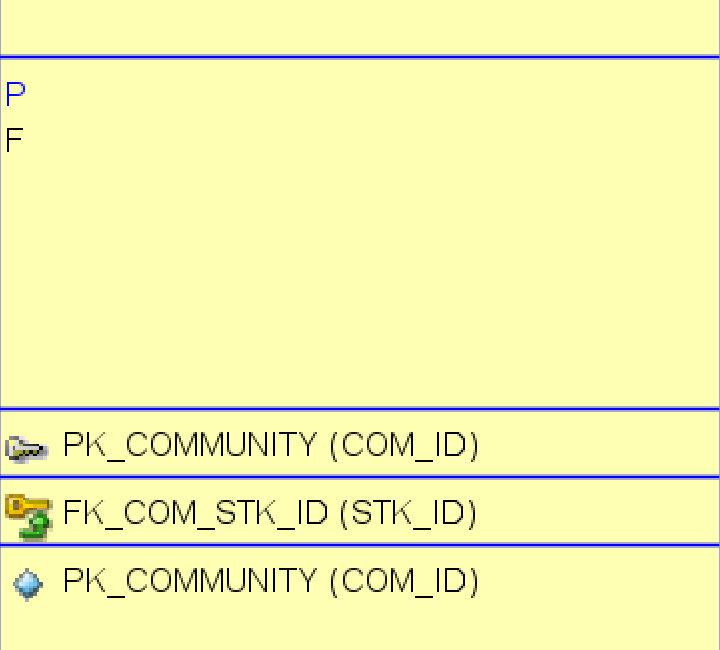 P
F
PK_COMMUNITY (COM_ID)
FK_COM_STK_ID (STK_ID)
PK_COMMUNITY (COM_ID)